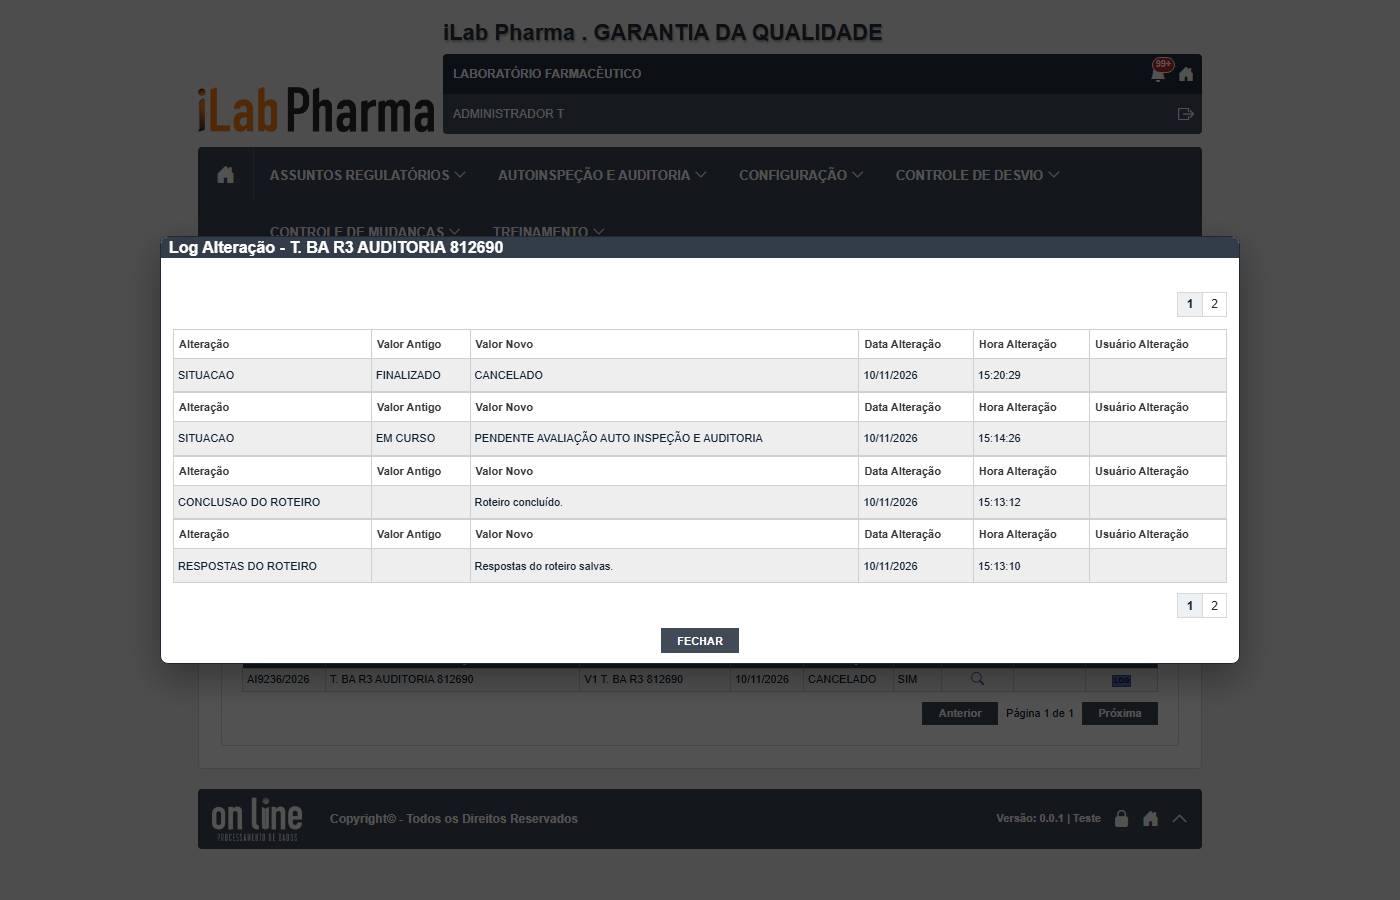 iLab Pharma . GARANTIA DA QUALIDADE
LABORATÓRIO FARMACÊUTICO
99+
iLab Pharma
ADMINISTRADOR T
ASSUNTOS REGULATÓRIOS
AUTOINSPEÇÃO E AUDITORIA
CONFIGURAÇÃO
CONTROLE DE DESVIO
CONTROLE DE MUDANÇAS
TREINAMENTO
Log Alteração - T. BA R3 AUDITORIA 812690
1 2
Alteração Valor Antigo Valor Novo Data Alteração Hora Alteração Usuário Alteração
SITUACAO FINALIZADO CANCELADO 10/11/2026 15:20:29
Alteração Valor Antigo Valor Novo Data Alteração Hora Alteração Usuário Alteração
SITUACAO EM CURSO PENDENTE AVALIAÇÃO AUTO INSPEÇÃO E AUDITORIA 10/11/2026 15:14:26
Alteração Valor Antigo Valor Novo Data Alteração Hora Alteração Usuário Alteração
CONCLUSAO DO ROTEIRO Roteiro concluído. 10/11/2026 15:13:12
Alteração Valor Antigo Valor Novo Data Alteração Hora Alteração Usuário Alteração
RESPOSTAS DO ROTEIRO Respostas do roteiro salvas. 10/11/2026 15:13:10
1 2
FECHAR
AI9236/2026 T. BA R3 AUDITORIA 812690 V1 T. BA R3 812690 10/11/2026 CANCELADO SIM LOG
Anterior Página 1 de 1 Próxima
on line
PROCESSAMENTO DE DADOS
Copyright© - Todos os Direitos Reservados
Versão: 0.0.1 | Teste